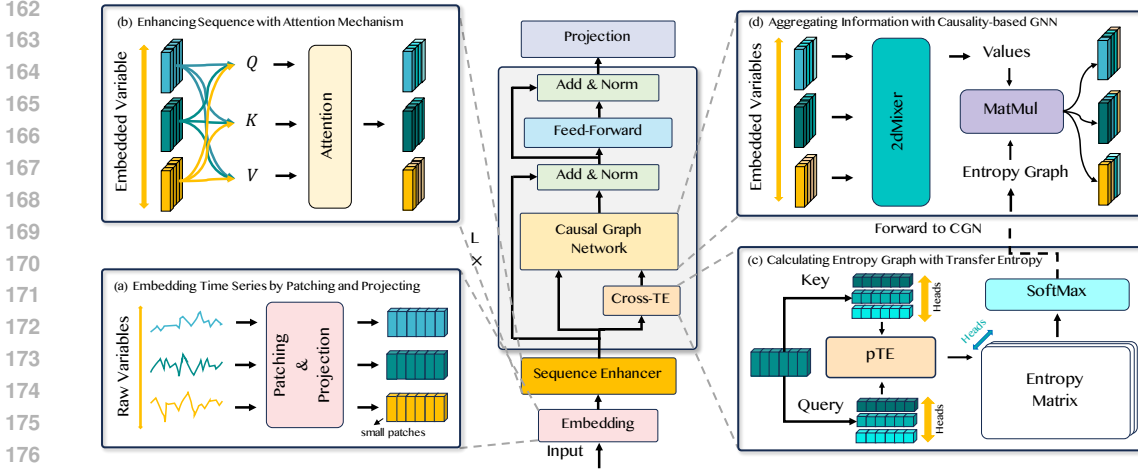 162
163
164
165
166
167
168
169
170
171
172
173
174
175
176
(b) Enhancing Sequence with Attention Mechanism
Embedded Variable
Q
K
V
Attention
(a) Embedding Time Series by Patching and Projecting
Raw Variables
Patching
&
Projection
small patches
Projection
Add & Norm
Feed-Forward
Add & Norm
Causal Graph
Network
Cross-TE
L
×
Sequence Enhancer
Embedding
Input
(d) Aggregating Information with Causality-based GNN
Embedded Variables
2dMixer
Values
MatMul
Entropy Graph
Forward to CGN
(c) Calculating Entropy Graph with Transfer Entropy
Key
Heads
pTE
Query
Heads
Heads
SoftMax
Entropy
Matrix